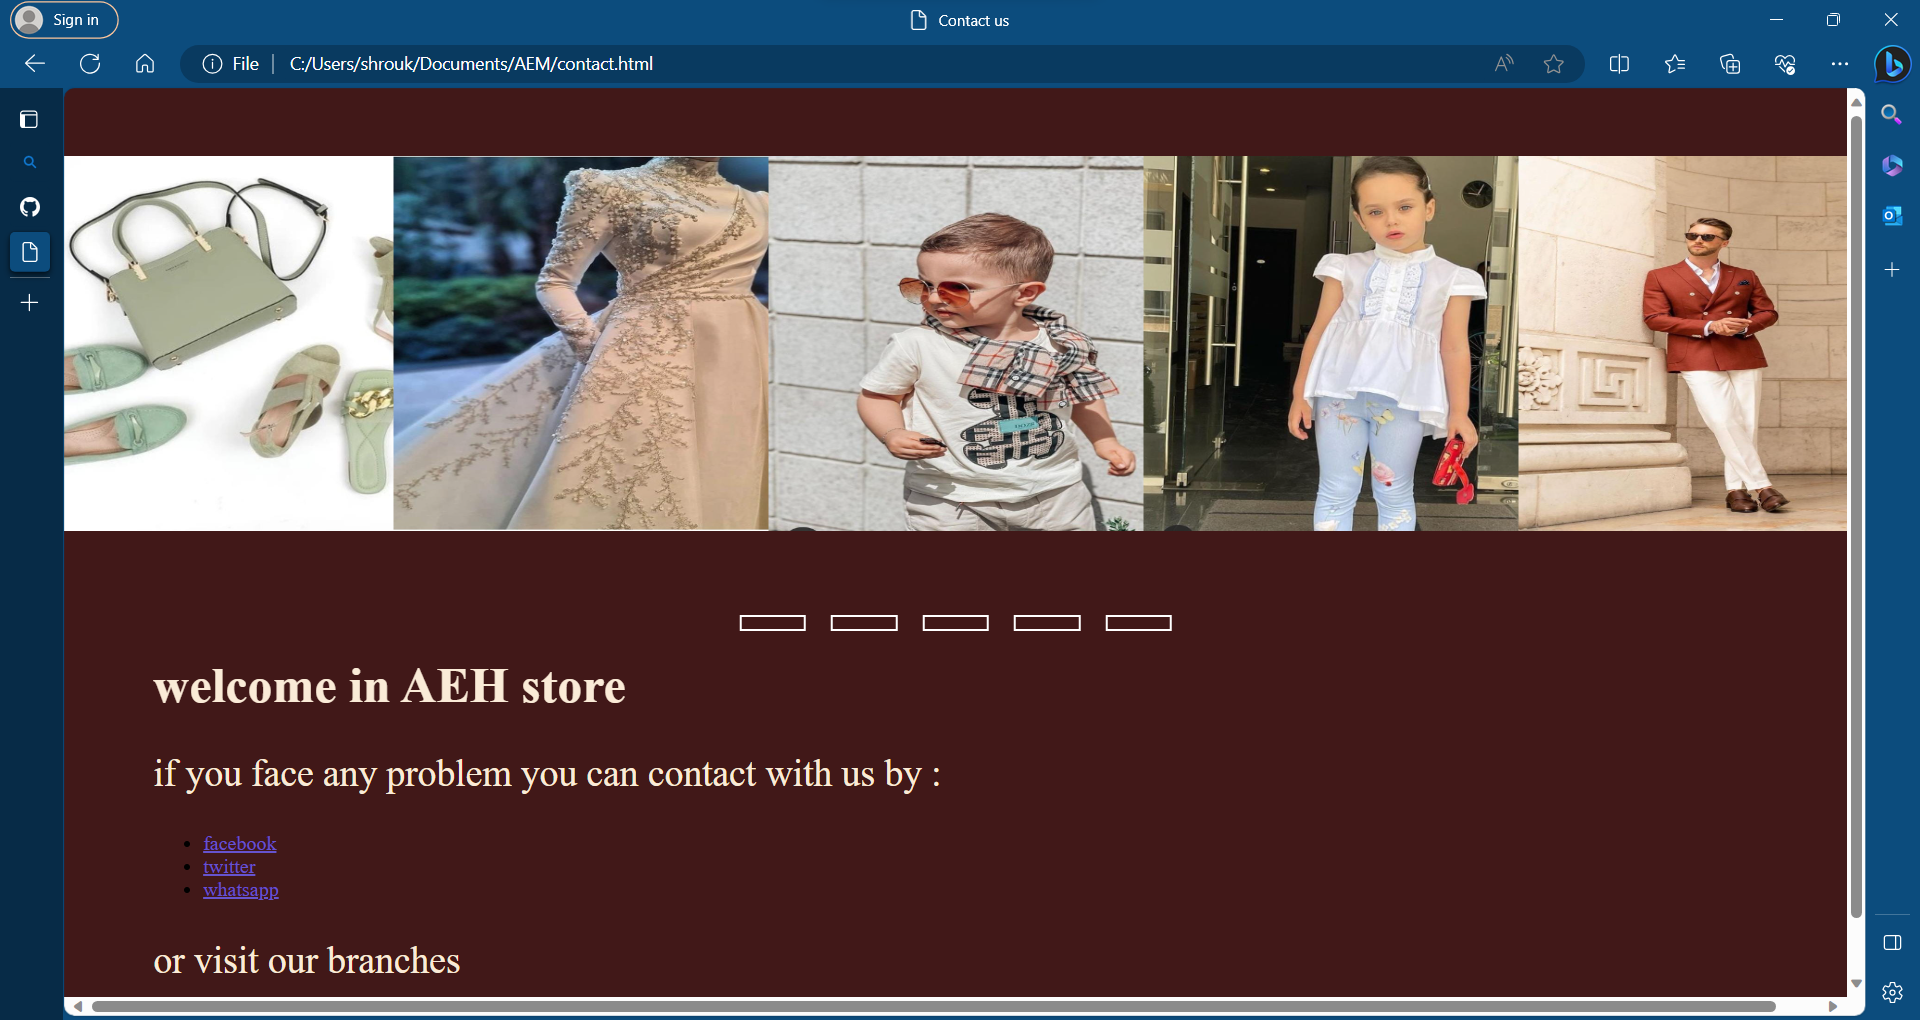 Sign in
Contact us
File
C:/Users/shrouk/Documents/AEM/contact.html
welcome in AEH store
if you face any problem you can contact with us by :
facebook
twitter
whatsapp
or visit our branches